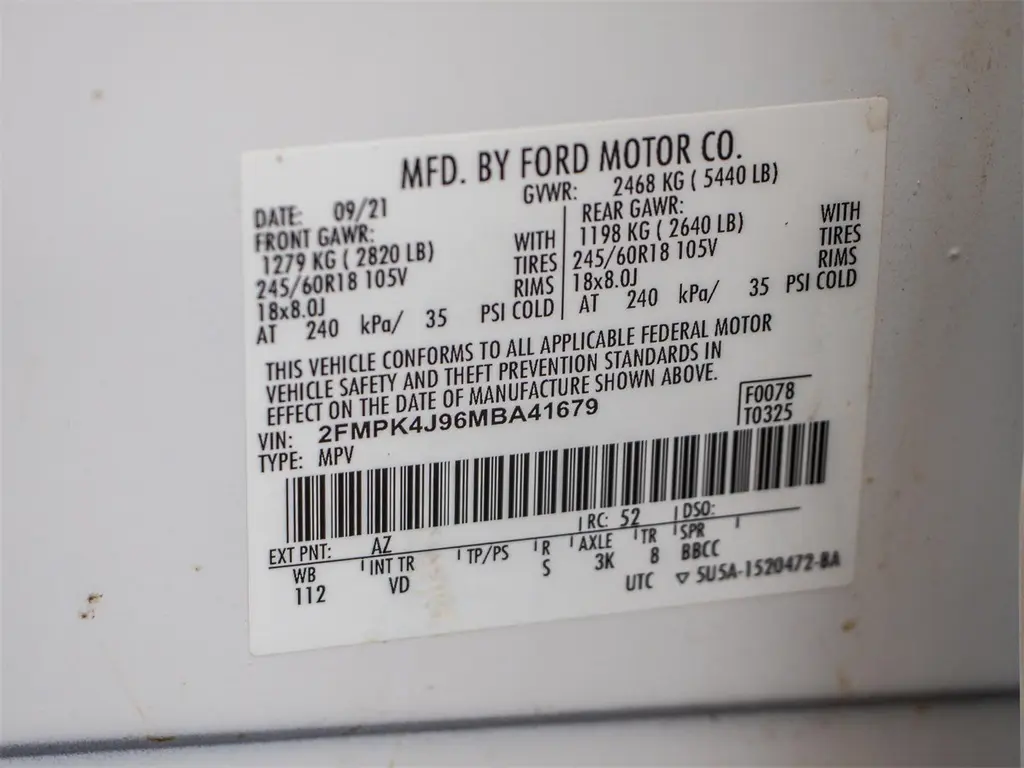 MFD. BY FORD MOTOR CO.
DATE: 09/21 GVWR: 2468 KG ( 5440 LB)
FRONT GAWR: REAR GAWR:
1279 KG ( 2820 LB) WITH 1198 KG ( 2640 LB) WITH
245/60R18 105V TIRES 245/60R18 105V TIRES
18x8.0J RIMS 18x8.0J RIMS
AT 240 kPa/ 35 PSI COLD AT 240 kPa/ 35 PSI COLD
THIS VEHICLE CONFORMS TO ALL APPLICABLE FEDERAL MOTOR
VEHICLE SAFETY AND THEFT PREVENTION STANDARDS IN
EFFECT ON THE DATE OF MANUFACTURE SHOWN ABOVE.
VIN: 2FMPK4J96MBA41679 F0078
TYPE: MPV T0325
EXT PNT: AZ RC: 52 DSO:
WB INT TR TP/PS R AXLE TR SPR
112 VD S 3K 8 BBCC
UTC ▽ 5U5A-1520472-BA